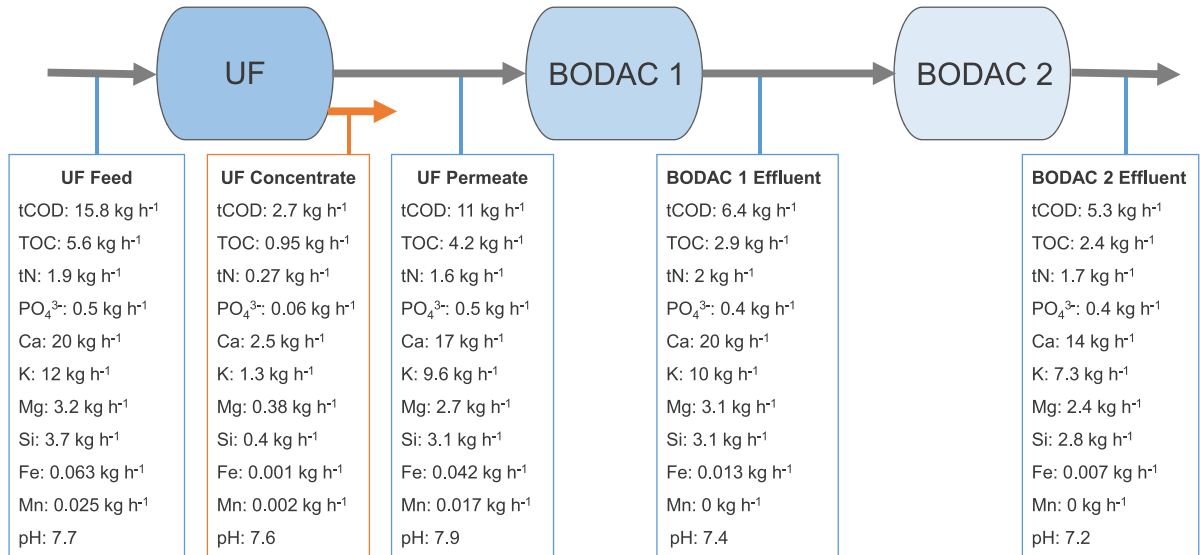 UF
BODAC 1
BODAC 2
UF Feed
tCOD: 15.8 kg h⁻¹
TOC: 5.6 kg h⁻¹
tN: 1.9 kg h⁻¹
PO₄³⁻: 0.5 kg h⁻¹
Ca: 20 kg h⁻¹
K: 12 kg h⁻¹
Mg: 3.2 kg h⁻¹
Si: 3.7 kg h⁻¹
Fe: 0.063 kg h⁻¹
Mn: 0.025 kg h⁻¹
pH: 7.7
UF Concentrate
tCOD: 2.7 kg h⁻¹
TOC: 0.95 kg h⁻¹
tN: 0.27 kg h⁻¹
PO₄³⁻: 0.06 kg h⁻¹
Ca: 2.5 kg h⁻¹
K: 1.3 kg h⁻¹
Mg: 0.38 kg h⁻¹
Si: 0.4 kg h⁻¹
Fe: 0.001 kg h⁻¹
Mn: 0.002 kg h⁻¹
pH: 7.6
UF Permeate
tCOD: 11 kg h⁻¹
TOC: 4.2 kg h⁻¹
tN: 1.6 kg h⁻¹
PO₄³⁻: 0.5 kg h⁻¹
Ca: 17 kg h⁻¹
K: 9.6 kg h⁻¹
Mg: 2.7 kg h⁻¹
Si: 3.1 kg h⁻¹
Fe: 0.042 kg h⁻¹
Mn: 0.017 kg h⁻¹
pH: 7.9
BODAC 1 Effluent
tCOD: 6.4 kg h⁻¹
TOC: 2.9 kg h⁻¹
tN: 2 kg h⁻¹
PO₄³⁻: 0.4 kg h⁻¹
Ca: 20 kg h⁻¹
K: 10 kg h⁻¹
Mg: 3.1 kg h⁻¹
Si: 3.1 kg h⁻¹
Fe: 0.013 kg h⁻¹
Mn: 0 kg h⁻¹
pH: 7.4
BODAC 2 Effluent
tCOD: 5.3 kg h⁻¹
TOC: 2.4 kg h⁻¹
tN: 1.7 kg h⁻¹
PO₄³⁻: 0.4 kg h⁻¹
Ca: 14 kg h⁻¹
K: 7.3 kg h⁻¹
Mg: 2.4 kg h⁻¹
Si: 2.8 kg h⁻¹
Fe: 0.007 kg h⁻¹
Mn: 0 kg h⁻¹
pH: 7.2